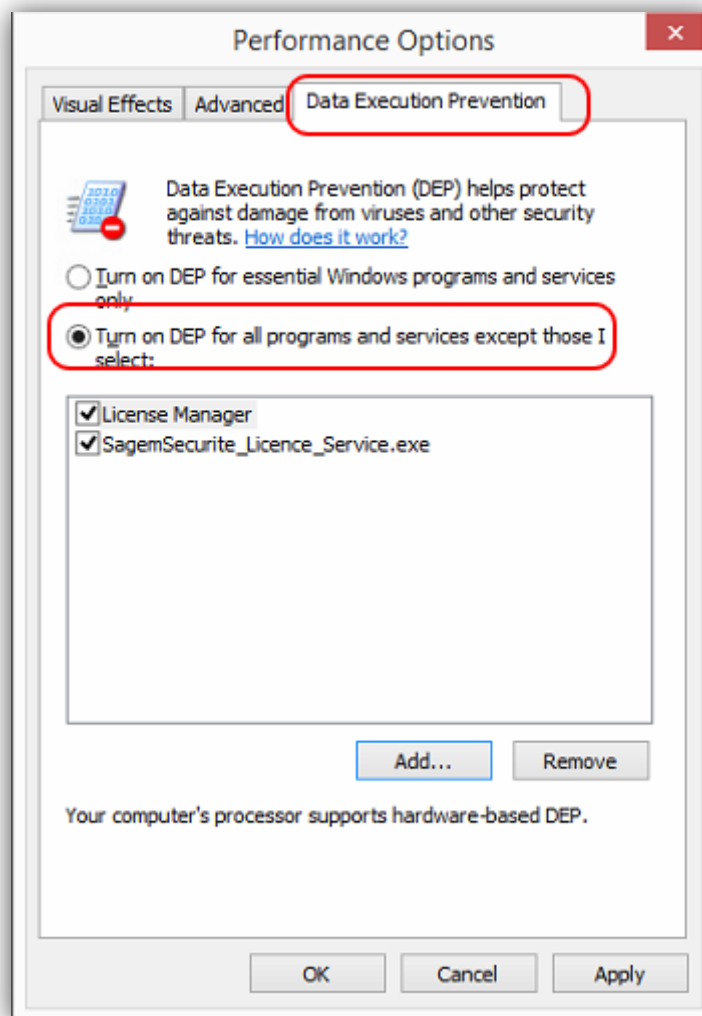 Performance Options
Visual Effects Advanced Data Execution Prevention
Data Execution Prevention (DEP) helps protect
against damage from viruses and other security
threats. How does it work?
Turn on DEP for essential Windows programs and services
only
Turn on DEP for all programs and services except those I
select:
License Manager
SagemSecurite_Licence_Service.exe
Add... Remove
Your computer's processor supports hardware-based DEP.
OK Cancel Apply